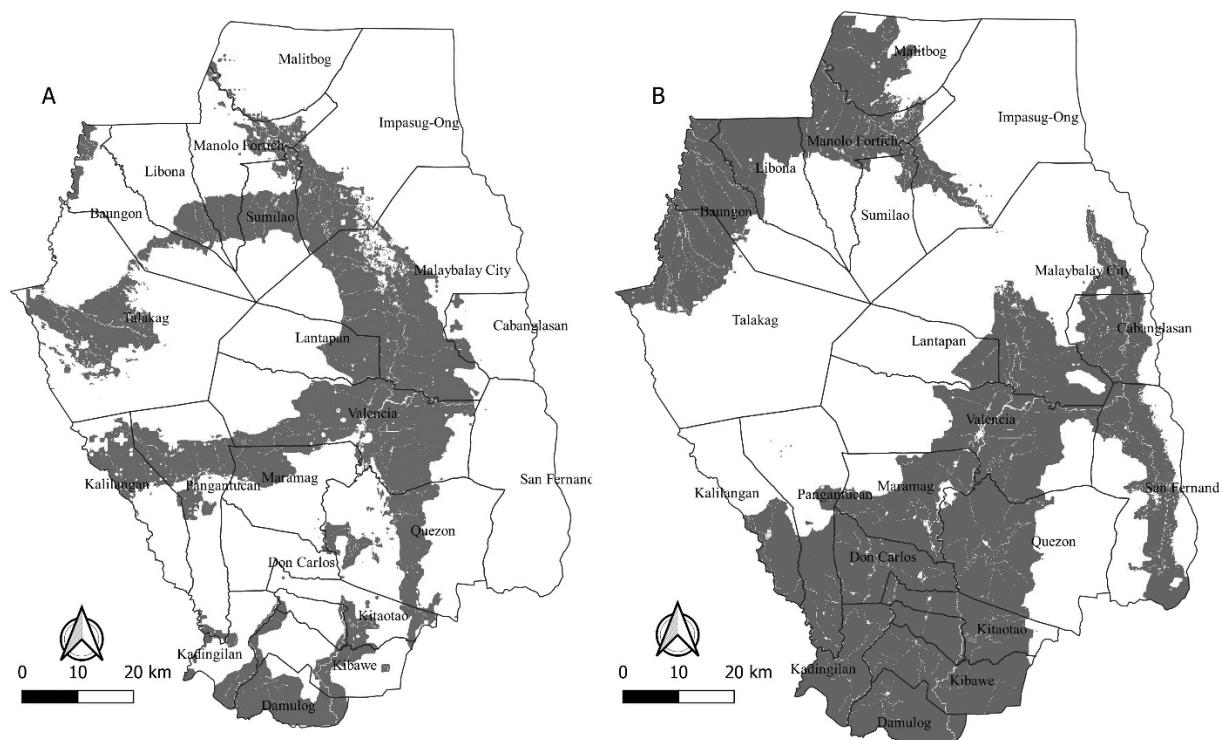 A
Malitbog
Impasug-Ong
Manolo Fortich
Libona
Sumilao
Baungon
Malaybalay City
Talakag
Cabanglasan
Lantapan
Valencia
Maramag
Kalilangan
Pangantucan
San Fernand
Quezon
Don Carlos
Kitaotao
Kadingilan
Kibawe
Damulog
0 10 20 km
B
Malitbog
Impasug-Ong
Manolo Fortich
Libona
Baungon
Sumilao
Malaybalay City
Talakag
Cabanglasan
Lantapan
Valencia
Maramag
Kalilangan
Pangantucan
San Fernand
Quezon
Don Carlos
Kitaotao
Kadingilan
Kibawe
Damulog
0 10 20 km